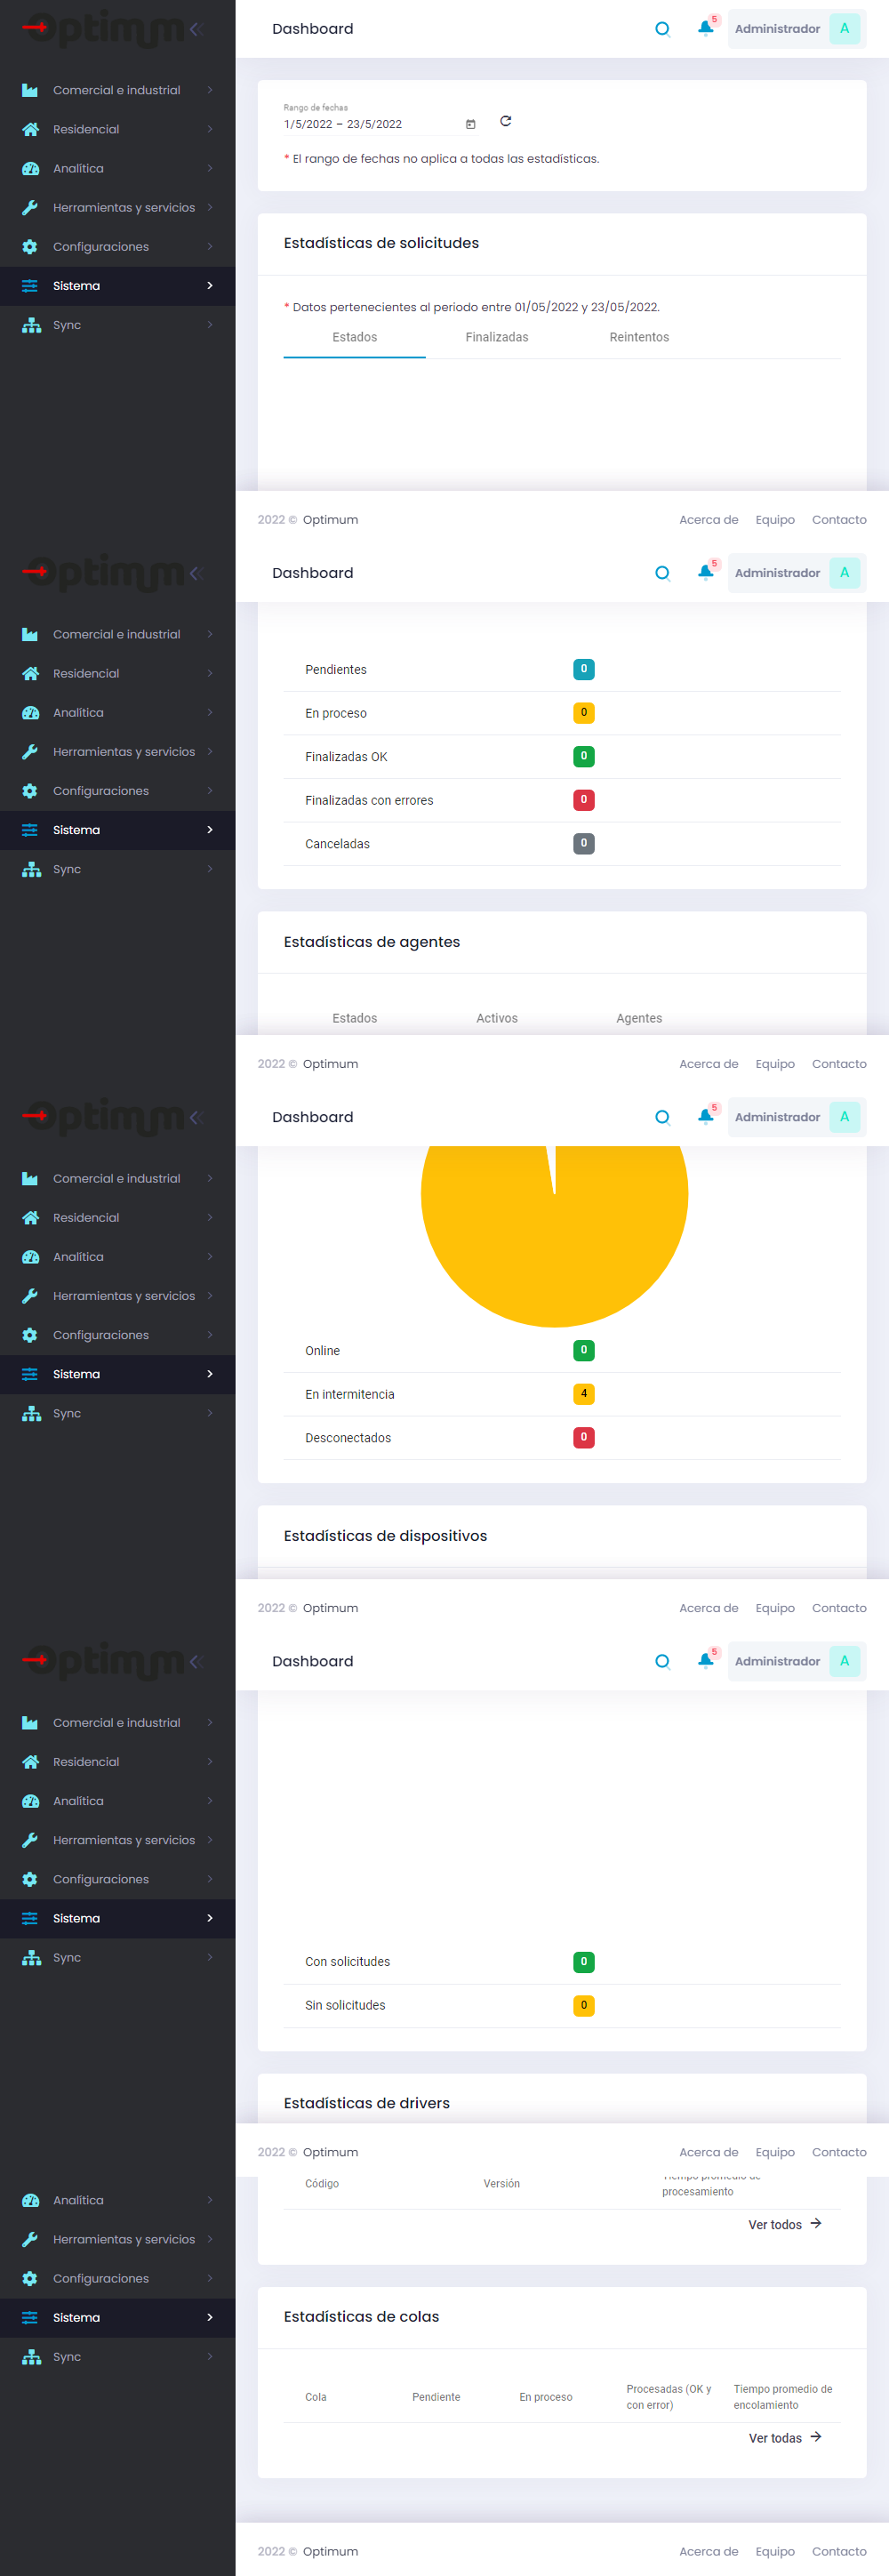 Optimum
Dashboard
5
Administrador
A
Comercial e industrial
Residencial
Analítica
Herramientas y servicios
Configuraciones
Sistema
Sync
Rango de fechas
1/5/2022 – 23/5/2022
* El rango de fechas no aplica a todas las estadísticas.
Estadísticas de solicitudes
* Datos pertenecientes al periodo entre 01/05/2022 y 23/05/2022.
Estados Finalizadas Reintentos
2022 © Optimum Acerca de Equipo Contacto
Optimum
Dashboard
5
Administrador
A
Comercial e industrial
Residencial
Analítica
Herramientas y servicios
Configuraciones
Sistema
Sync
Pendientes 0
En proceso 0
Finalizadas OK 0
Finalizadas con errores 0
Canceladas 0
Estadísticas de agentes
Estados Activos Agentes
2022 © Optimum Acerca de Equipo Contacto
Optimum
Dashboard
5
Administrador
A
Comercial e industrial
Residencial
Analítica
Herramientas y servicios
Configuraciones
Sistema
Sync
Online 0
En intermitencia 4
Desconectados 0
Estadísticas de dispositivos
2022 © Optimum Acerca de Equipo Contacto
Optimum
Dashboard
5
Administrador
A
Comercial e industrial
Residencial
Analítica
Herramientas y servicios
Configuraciones
Sistema
Sync
Con solicitudes 0
Sin solicitudes 0
Estadísticas de drivers
2022 © Optimum Acerca de Equipo Contacto
Analítica
Herramientas y servicios
Configuraciones
Sistema
Sync
Código Versión Tiempo promedio de
procesamiento
Ver todos
Estadísticas de colas
Cola Pendiente En proceso Procesadas (OK y
con error) Tiempo promedio de
encolamiento
Ver todas
2022 © Optimum Acerca de Equipo Contacto